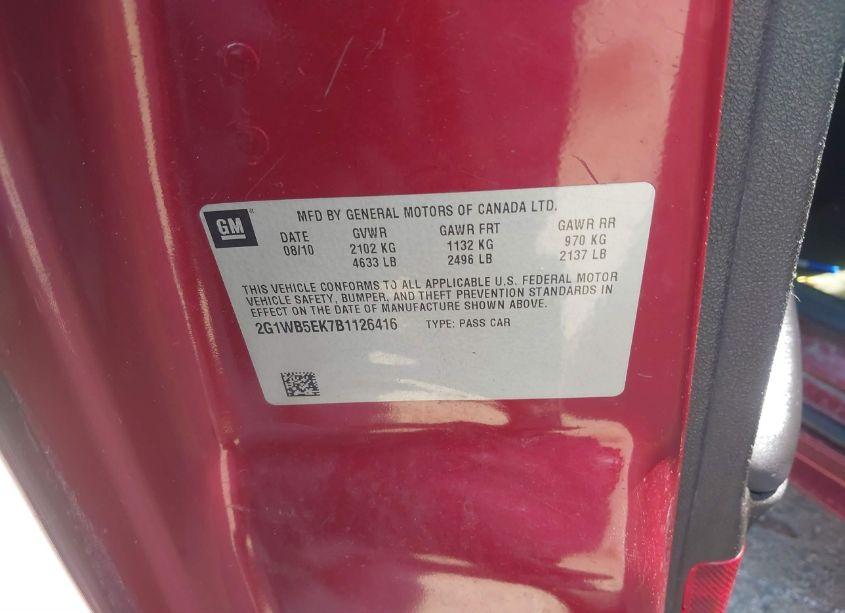 GM
MFD BY GENERAL MOTORS OF CANADA LTD.
DATE GVWR GAWR FRT GAWR RR
08/10 2102 KG 1132 KG 970 KG
4633 LB 2496 LB 2137 LB
THIS VEHICLE CONFORMS TO ALL APPLICABLE U.S. FEDERAL MOTOR
VEHICLE SAFETY, BUMPER, AND THEFT PREVENTION STANDARDS IN
EFFECT ON THE DATE OF MANUFACTURE SHOWN ABOVE.
2G1WB5EK7B1126416 TYPE: PASS CAR